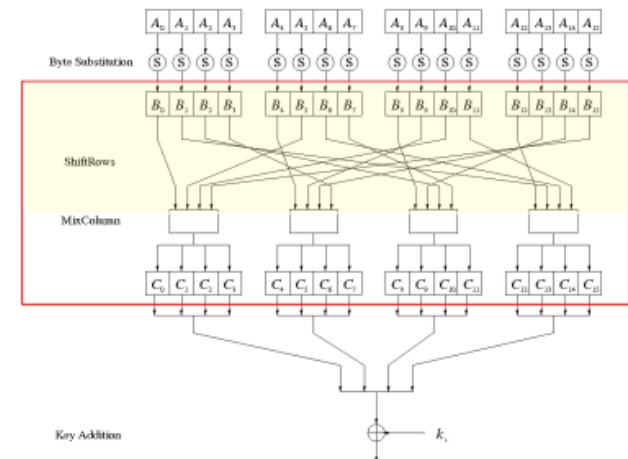 A₀ A₁ A₂ A₃ A₄ A₅ A₆ A₇ A₈ A₉ A₁₀ A₁₁ A₁₂ A₁₃ A₁₄ A₁₅
Byte Substitution S S S S S S S S S S S S S S S S
B₀ B₁ B₂ B₃ B₄ B₅ B₆ B₇ B₈ B₉ B₁₀ B₁₁ B₁₂ B₁₃ B₁₄ B₁₅
ShiftRows
MixColumn
C₀ C₁ C₂ C₃ C₄ C₅ C₆ C₇ C₈ C₉ C₁₀ C₁₁ C₁₂ C₁₃ C₁₄ C₁₅
Key Addition kᵢ